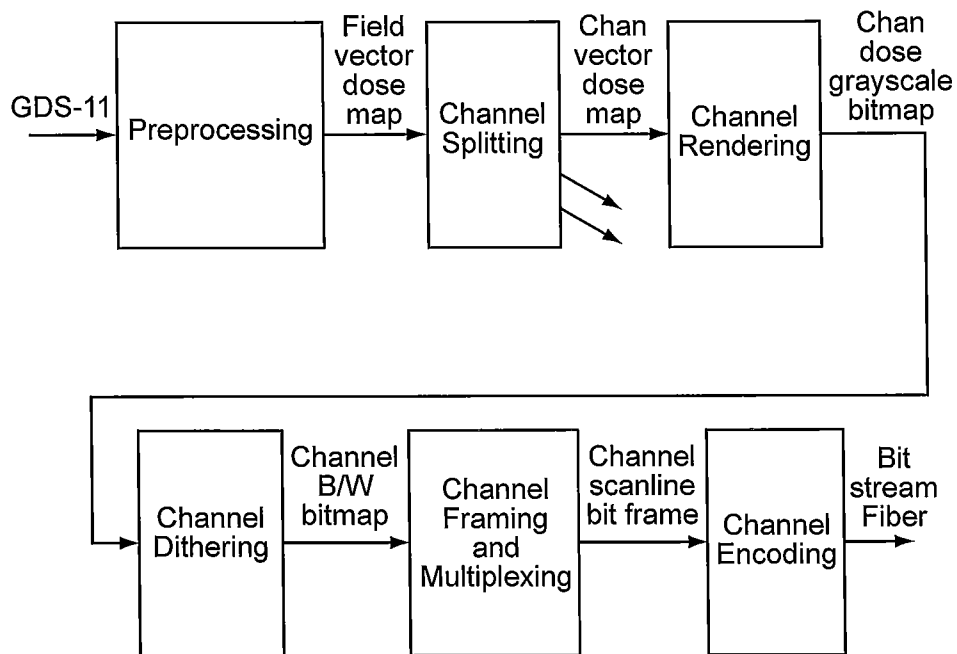 GDS-11
Preprocessing
Field
vector
dose
map
Channel
Splitting
Chan
vector
dose
map
Channel
Rendering
Chan
dose
grayscale
bitmap
Channel
Dithering
Channel
B/W
bitmap
Channel
Framing
and
Multiplexing
Channel
scanline
bit frame
Channel
Encoding
Bit
stream
Fiber